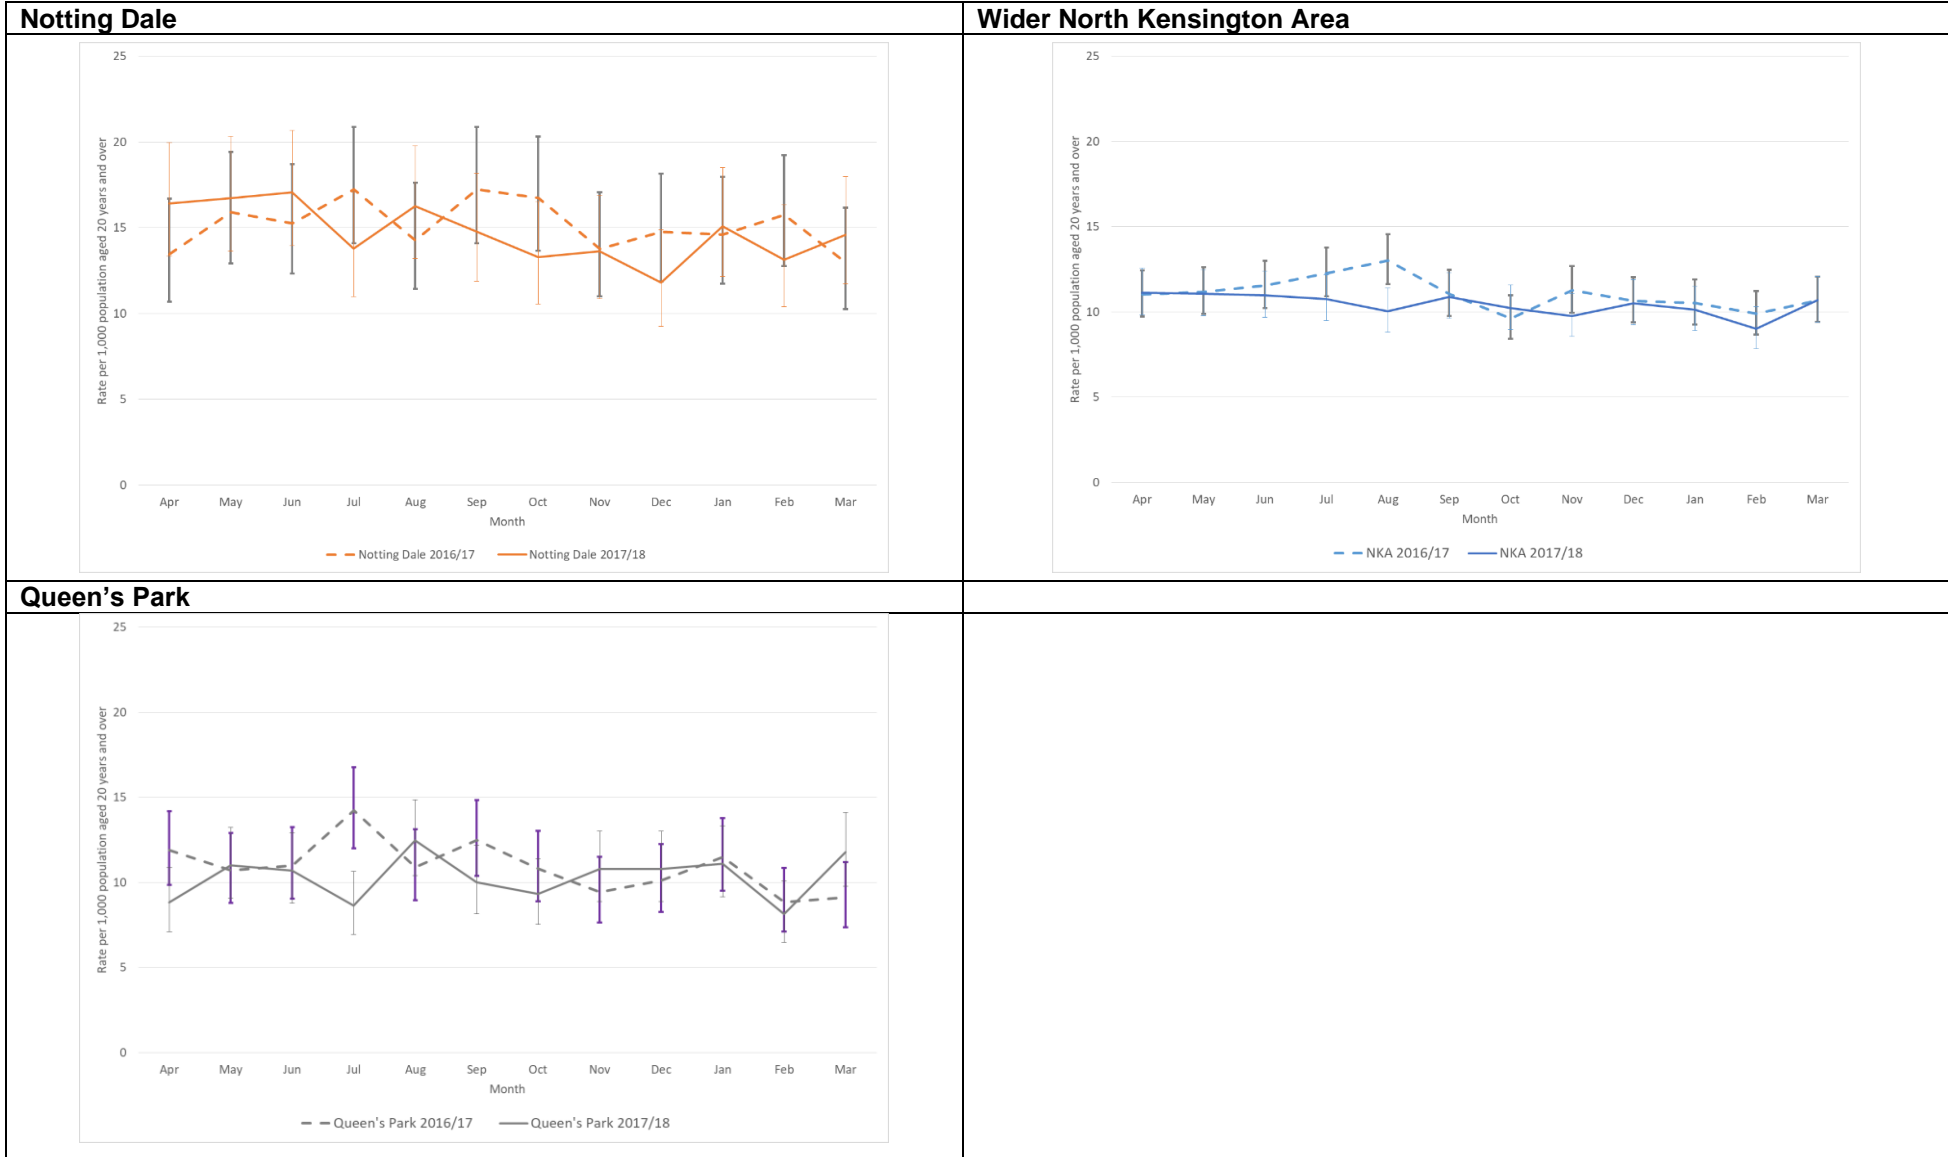 Notting Dale
Wider North Kensington Area
25
20
15
10
5
0
Rate per 1,000 population aged 20 years and over
Apr May Jun Jul Aug Sep Oct Nov Dec Jan Feb Mar
Month
Notting Dale 2016/17 Notting Dale 2017/18
25
20
15
10
5
0
Rate per 1,000 population aged 20 years and over
Apr May Jun Jul Aug Sep Oct Nov Dec Jan Feb Mar
Month
NKA 2016/17 NKA 2017/18
Queen’s Park
25
20
15
10
5
0
Rate per 1,000 population aged 20 years and over
Apr May Jun Jul Aug Sep Oct Nov Dec Jan Feb Mar
Month
Queen's Park 2016/17 Queen's Park 2017/18